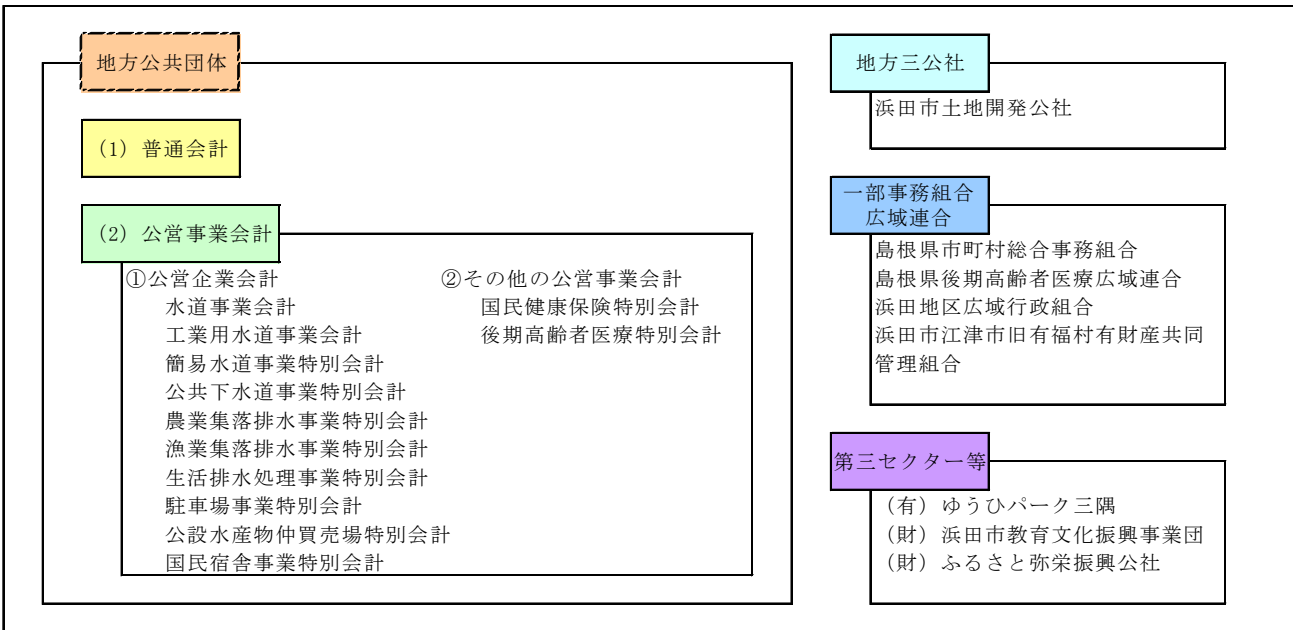 地方公共団体
(1) 普通会計
(2) 公営事業会計
①公営企業会計
水道事業会計
工業用水道事業会計
簡易水道事業特別会計
公共下水道事業特別会計
農業集落排水事業特別会計
漁業集落排水事業特別会計
生活排水処理事業特別会計
駐車場事業特別会計
公設水産物仲買売場特別会計
国民宿舎事業特別会計
②その他の公営事業会計
国民健康保険特別会計
後期高齢者医療特別会計
地方三公社
浜田市土地開発公社
一部事務組合
広域連合
島根県市町村総合事務組合
島根県後期高齢者医療広域連合
浜田地区広域行政組合
浜田市江津市旧有福村有財産共同
管理組合
第三セクター等
(有) ゆうひパーク三隅
(財) 浜田市教育文化振興事業団
(財) ふるさと弥栄振興公社